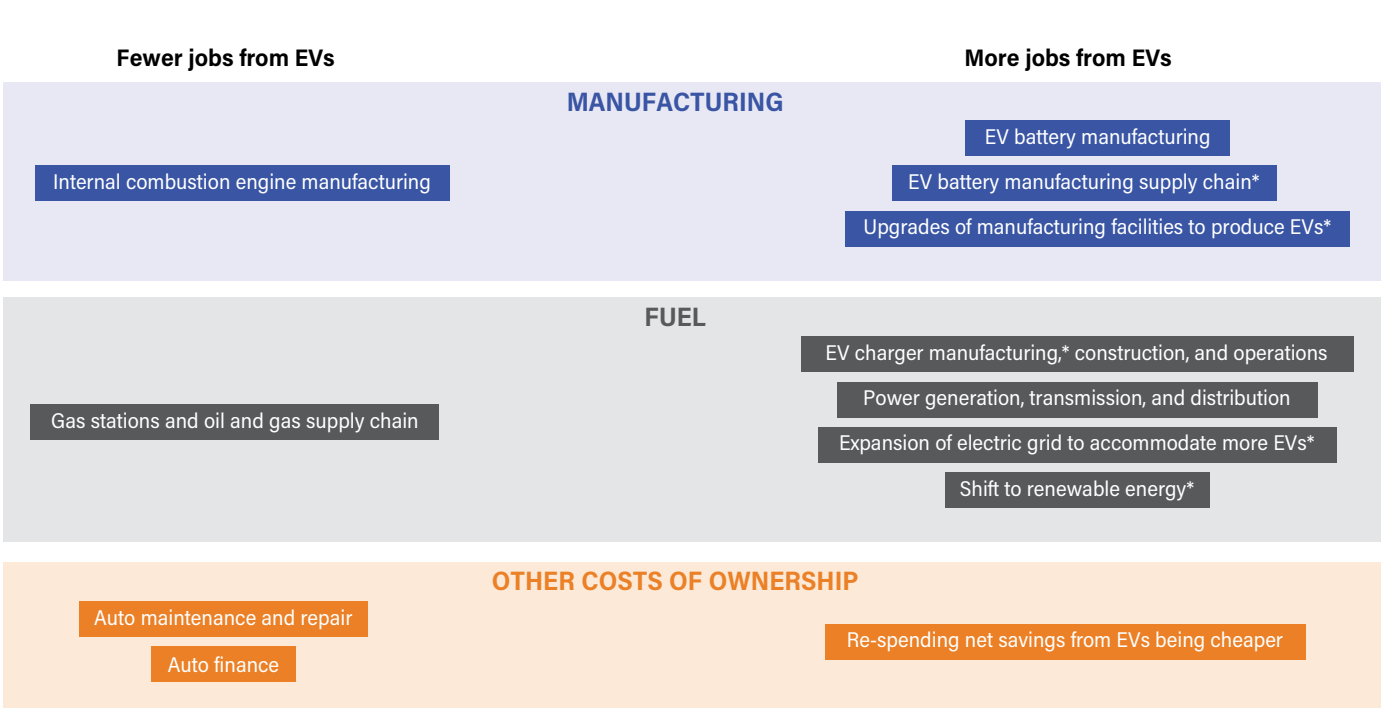 Fewer jobs from EVs
More jobs from EVs
MANUFACTURING
Internal combustion engine manufacturing
EV battery manufacturing
EV battery manufacturing supply chain*
Upgrades of manufacturing facilities to produce EVs*
FUEL
Gas stations and oil and gas supply chain
EV charger manufacturing,* construction, and operations
Power generation, transmission, and distribution
Expansion of electric grid to accommodate more EVs*
Shift to renewable energy*
OTHER COSTS OF OWNERSHIP
Auto maintenance and repair
Auto finance
Re-spending net savings from EVs being cheaper